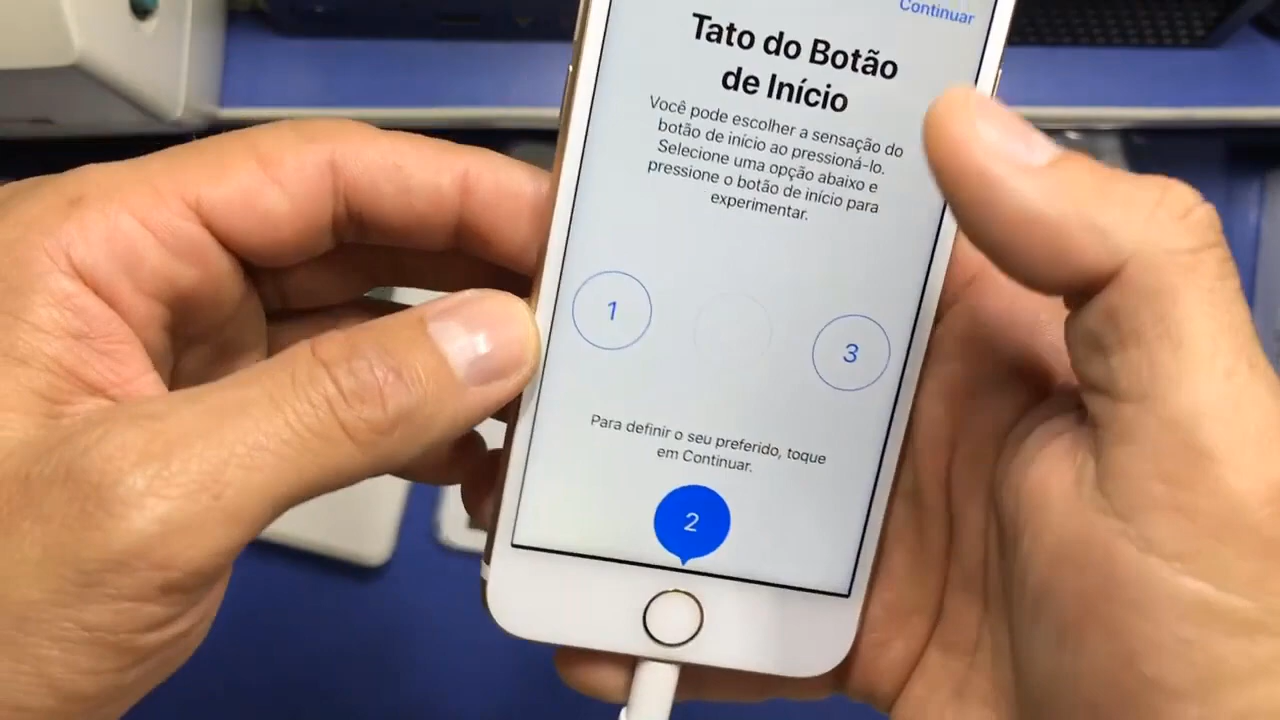 Continuar
Tato do Botão
de Início
Você pode escolher a sensação do
botão de início ao pressioná-lo.
Selecione uma opção abaixo e
pressione o botão de início para
experimentar.
1
3
Para definir o seu preferido, toque
em Continuar.
2